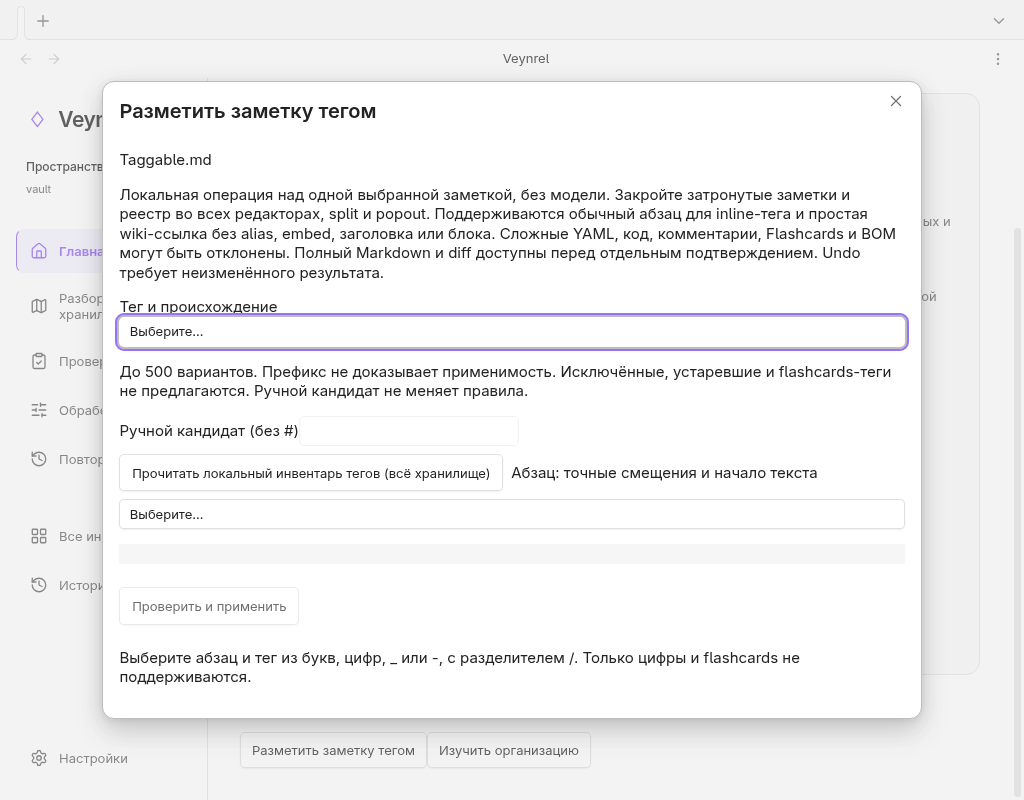 Veynrel
Разметить заметку тегом
Taggable.md
Локальная операция над одной выбранной заметкой, без модели. Закройте затронутые заметки и
реестр во всех редакторах, split и popout. Поддерживаются обычный абзац для inline-тега и простая
wiki-ссылка без alias, embed, заголовка или блока. Сложные YAML, код, комментарии, Flashcards и BOM
могут быть отклонены. Полный Markdown и diff доступны перед отдельным подтверждением. Undo
требует неизменённого результата.
Тег и происхождение
Выберите...
До 500 вариантов. Префикс не доказывает применимость. Исключённые, устаревшие и flashcards-теги
не предлагаются. Ручной кандидат не меняет правила.
Ручной кандидат (без #)
Прочитать локальный инвентарь тегов (всё хранилище) Абзац: точные смещения и начало текста
Выберите...
Проверить и применить
Выберите абзац и тег из букв, цифр, _ или -, с разделителем /. Только цифры и flashcards не
поддерживаются.
Veyn
Пространств
vault
Главна
Разбор
хранил
Провер
Обрабо
Повтор
Все ин
Истори
Настройки
ых и
ой
Разметить заметку тегом
Изучить организацию